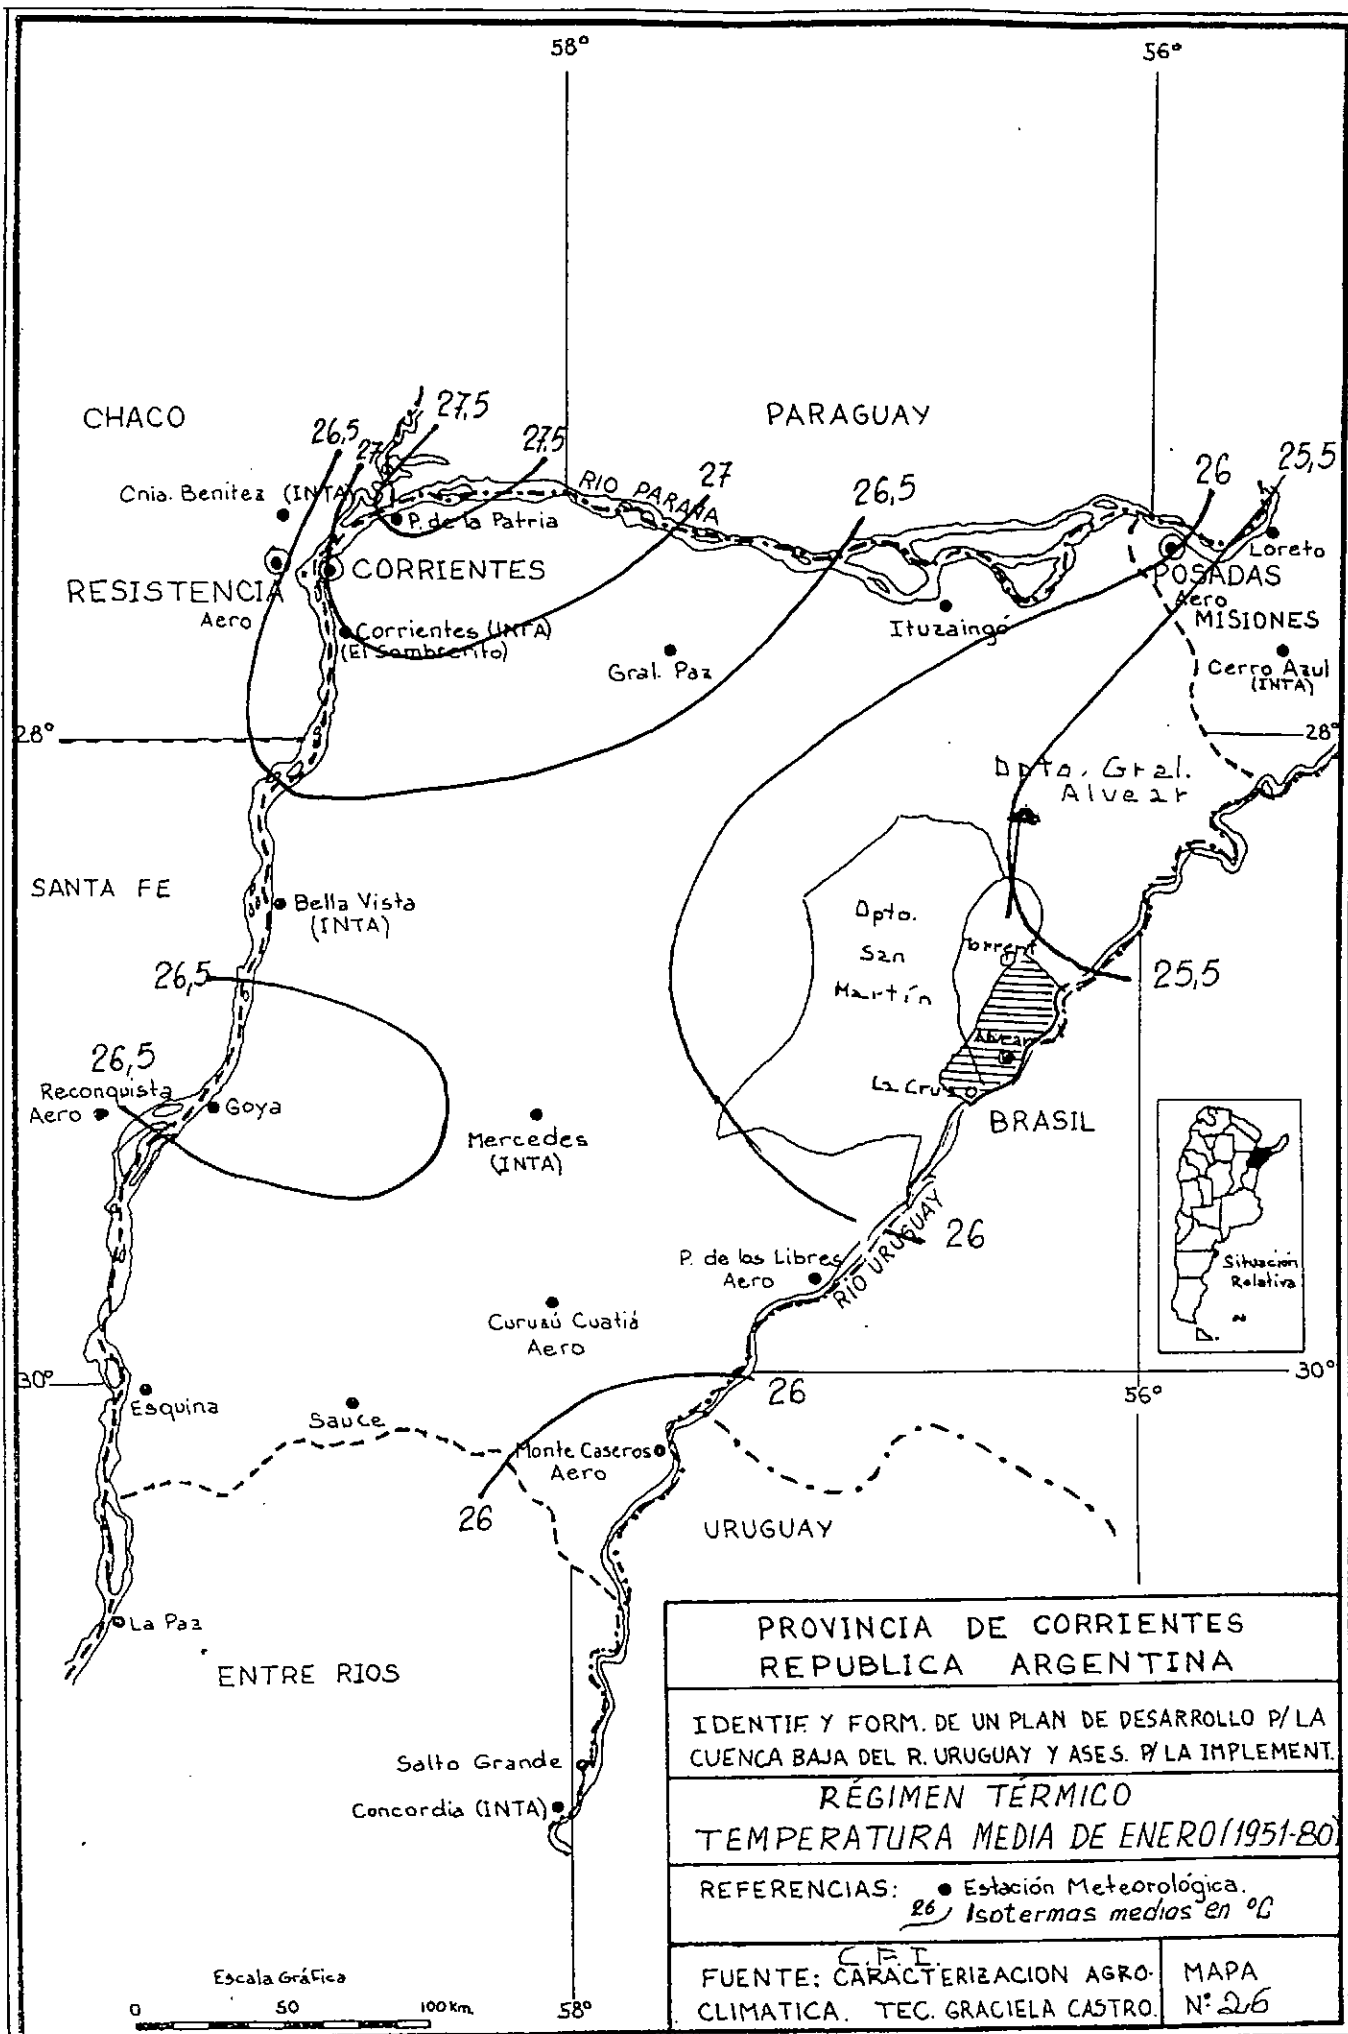 58°
56°
CHACO
PARAGUAY
26,5
27
27,5
27,5
27
26,5
26
25,5
Cnia. Benitez (INTA)
P. de la Patria
RIO PARANA
RESISTENCIA
Aero
CORRIENTES
Corrientes (INTA)
(El Sombrerito)
Gral. Paz
Ituzaingó
POSADAS
Aero
Loreto
MISIONES
Cerro Azul
(INTA)
28°
28°
Dpto. Gral.
Alvear
SANTA FE
Bella Vista
(INTA)
Dpto.
San
Martín
Torrent
25,5
26,5
Alvear
26,5
Reconquista
Aero
Goya
La Cruz
BRASIL
Mercedes
(INTA)
26
P. de los Libres
Aero
RIO URUGUAY
Situación
Relativa
Curuzú Cuatiá
Aero
30°
30°
26
56°
Esquina
Sauce
Monte Caseros
Aero
26
URUGUAY
La Paz
ENTRE RIOS
Salto Grande
Concordia (INTA)
58°
PROVINCIA DE CORRIENTES
REPUBLICA ARGENTINA
IDENTIF. Y FORM. DE UN PLAN DE DESARROLLO P/ LA
CUENCA BAJA DEL R. URUGUAY Y ASES. P/ LA IMPLEMENT.
RÉGIMEN TÉRMICO
TEMPERATURA MEDIA DE ENERO (1951-80)
REFERENCIAS: Estación Meteorológica.
26 Isotermas medias en °C
C.F.I.
FUENTE: CARACTERIZACION AGRO-
CLIMATICA. TEC. GRACIELA CASTRO.
MAPA
N° 26
Escala Gráfica
0 50 100 Km.